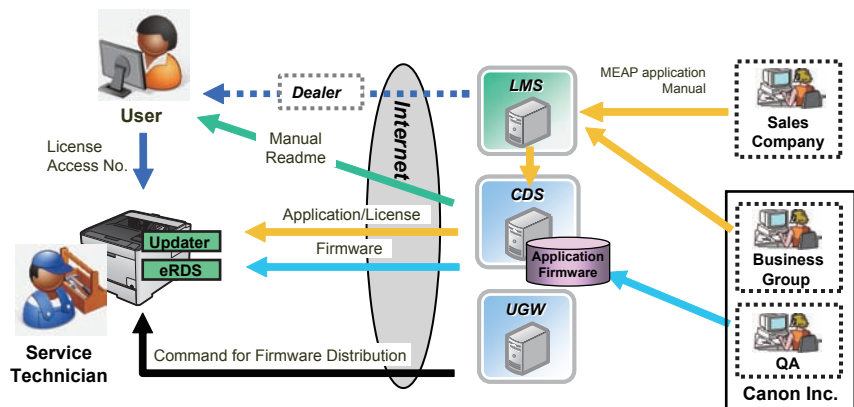 User
License
Access No.
Dealer
Internet
Manual
Readme
LMS
MEAP application
Manual
Sales
Company
CDS
Application/License
Firmware
Updater
eRDS
Application
Firmware
Business
Group
UGW
QA
Canon Inc.
Service
Technician
Command for Firmware Distribution